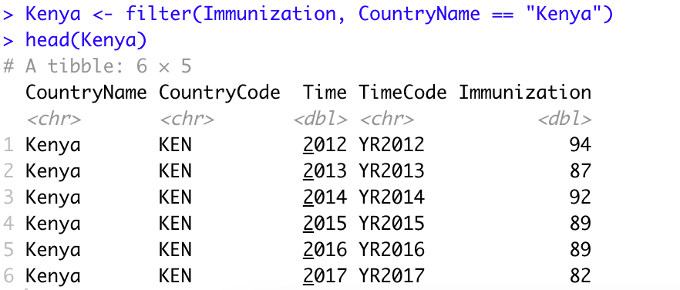 > Kenya <- filter(Immunization, CountryName == "Kenya")
> head(Kenya)
# A tibble: 6 × 5
CountryName CountryCode Time TimeCode Immunization
<chr> <chr> <dbl> <chr> <dbl>
1 Kenya KEN 2012 YR2012 94
2 Kenya KEN 2013 YR2013 87
3 Kenya KEN 2014 YR2014 92
4 Kenya KEN 2015 YR2015 89
5 Kenya KEN 2016 YR2016 89
6 Kenya KEN 2017 YR2017 82